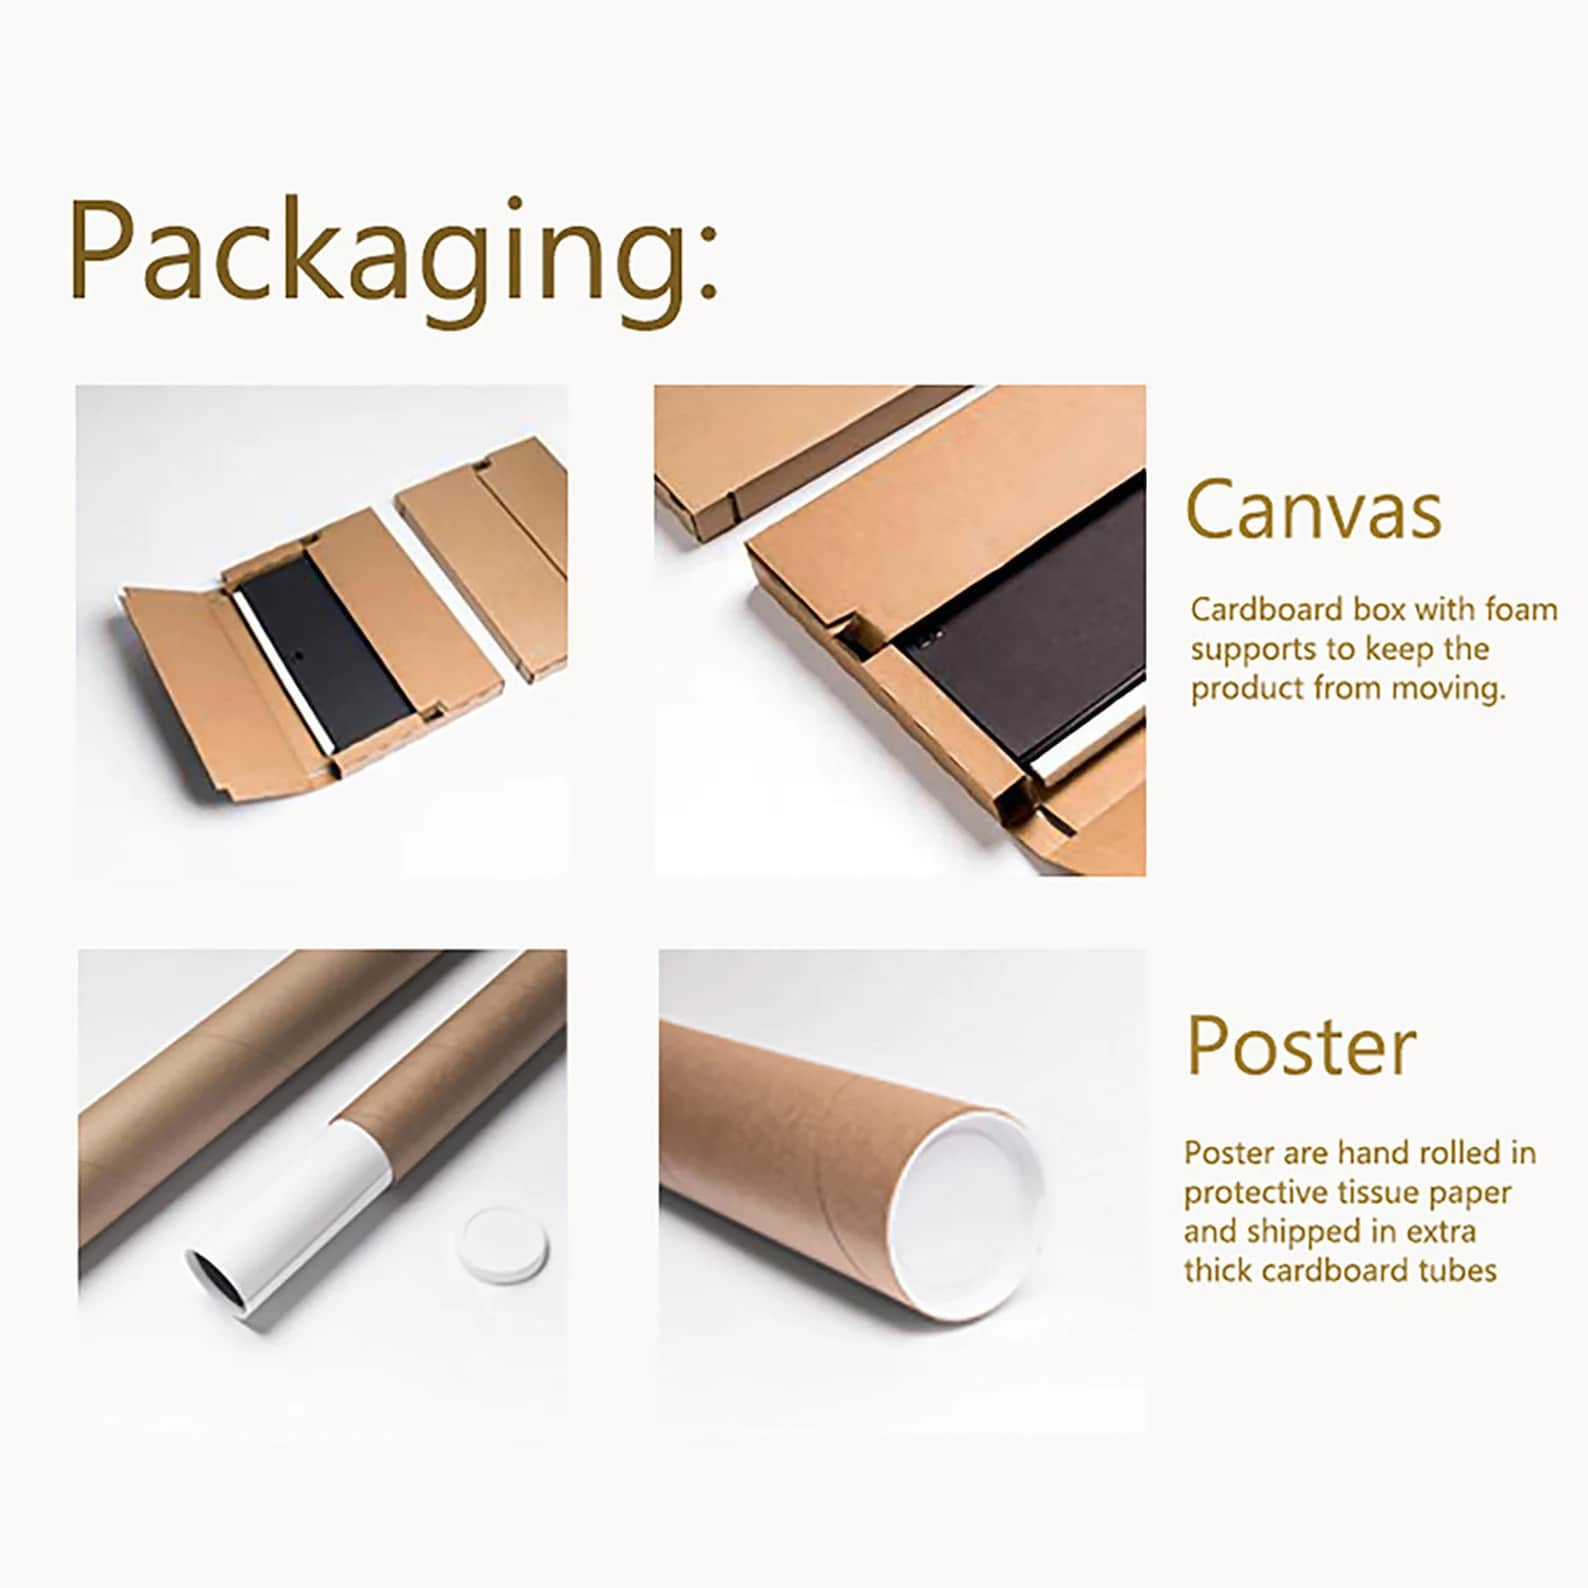 Packaging:
Canvas
Cardboard box with foam
supports to keep the
product from moving.
Poster
Poster are hand rolled in
protective tissue paper
and shipped in extra
thick cardboard tubes